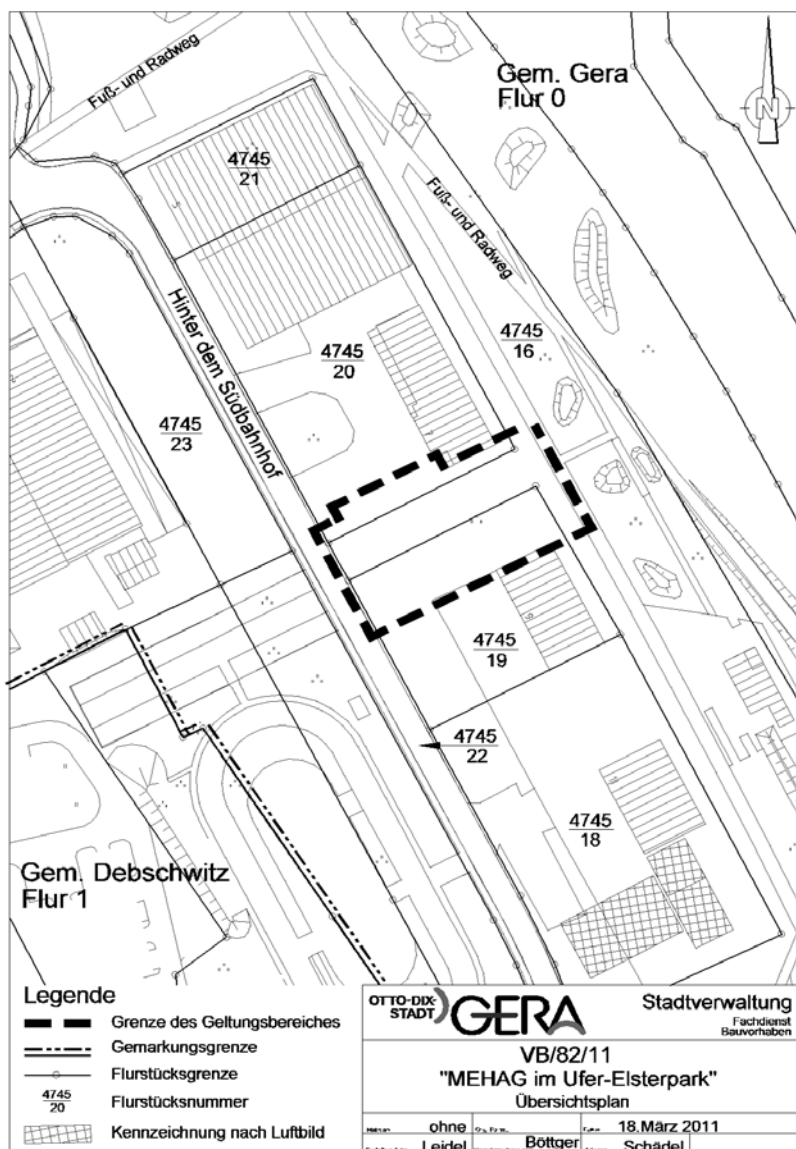 Fuß- und Radweg
Gem. Gera
Flur 0
N
4745
21
Fuß- und Radweg
Hinter dem Südbahnhof
4745
16
4745
20
4745
23
4745
19
4745
22
4745
18
Gem. Debschwitz
Flur 1
Legende
Grenze des Geltungsbereiches
Gemarkungsgrenze
Flurstücksgrenze
4745
20
Flurstücksnummer
Kennzeichnung nach Luftbild
OTTO-DIX-
STADT
GERA
Stadtverwaltung
Fachdienst
Bauvorhaben
VB/82/11
"MEHAG im Ufer-Elsterpark"
Übersichtsplan
ohne
18.März 2011
Leidel
Böttger
Schädel